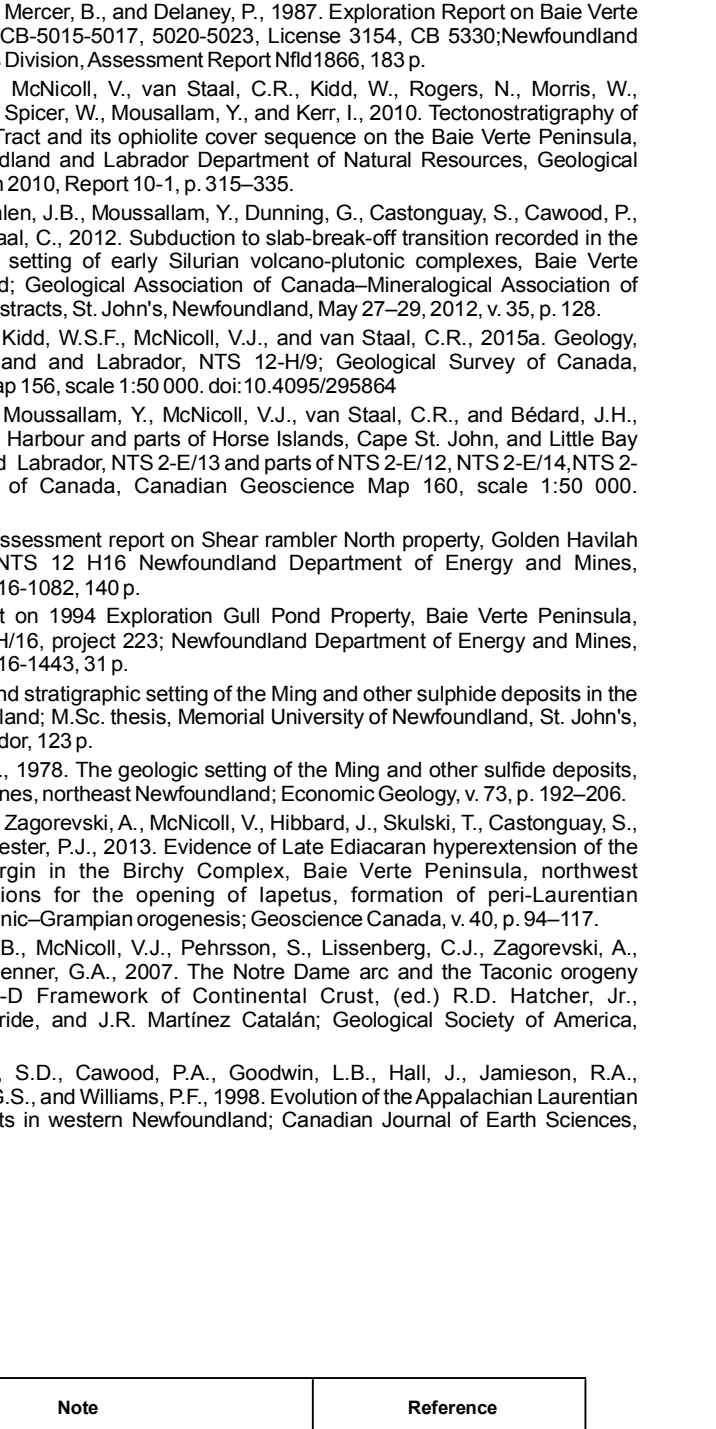 Mercer, B., and Delaney, P., 1987. Exploration Report on Baie Verte
CB-5015-5017, 5020-5023, License 3154, CB 5330;Newfoundland
Division, Assessment Report Nfld1866, 183 p.
McNicoll, V., van Staal, C.R., Kidd, W., Rogers, N., Morris, W.,
Spicer, W., Mousallam, Y., and Kerr, I., 2010. Tectonostratigraphy of
Tract and its ophiolite cover sequence on the Baie Verte Peninsula,
dland and Labrador Department of Natural Resources, Geological
2010, Report 10-1, p. 315–335.
alen, J.B., Moussallam, Y., Dunning, G., Castonguay, S., Cawood, P.,
aal, C., 2012. Subduction to slab-break-off transition recorded in the
setting of early Silurian volcano-plutonic complexes, Baie Verte
d; Geological Association of Canada–Mineralogical Association of
stracts, St. John's, Newfoundland, May 27–29, 2012, v. 35, p. 128.
Kidd, W.S.F., McNicoll, V.J., and van Staal, C.R., 2015a. Geology,
land and Labrador, NTS 12-H/9; Geological Survey of Canada,
ap 156, scale 1:50 000. doi:10.4095/295864
Moussallam, Y., McNicoll, V.J., van Staal, C.R., and Bédard, J.H.,
Harbour and parts of Horse Islands, Cape St. John, and Little Bay
d Labrador, NTS 2-E/13 and parts of NTS 2-E/12, NTS 2-E/14,NTS 2-
of Canada, Canadian Geoscience Map 160, scale 1:50 000.
ssessment report on Shear rambler North property, Golden Havilah
NTS 12 H16 Newfoundland Department of Energy and Mines,
16-1082, 140 p.
t on 1994 Exploration Gull Pond Property, Baie Verte Peninsula,
H/16, project 223; Newfoundland Department of Energy and Mines,
16-1443, 31 p.
nd stratigraphic setting of the Ming and other sulphide deposits in the
land; M.Sc. thesis, Memorial University of Newfoundland, St. John's,
dor, 123 p.
., 1978. The geologic setting of the Ming and other sulfide deposits,
nes, northeast Newfoundland; Economic Geology, v. 73, p. 192–206.
Zagorevski, A., McNicoll, V., Hibbard, J., Skulski, T., Castonguay, S.,
ester, P.J., 2013. Evidence of Late Ediacaran hyperextension of the
rgin in the Birchy Complex, Baie Verte Peninsula, northwest
ions for the opening of Iapetus, formation of peri-Laurentian
nic–Grampian orogenesis; Geoscience Canada, v. 40, p. 94–117.
B., McNicoll, V.J., Pehrsson, S., Lissenberg, C.J., Zagorevski, A.,
enner, G.A., 2007. The Notre Dame arc and the Taconic orogeny
-D Framework of Continental Crust, (ed.) R.D. Hatcher, Jr.,
ride, and J.R. Martínez Catalán; Geological Society of America,
, S.D., Cawood, P.A., Goodwin, L.B., Hall, J., Jamieson, R.A.,
G.S., and Williams, P.F., 1998. Evolution of the Appalachian Laurentian
ts in western Newfoundland; Canadian Journal of Earth Sciences,
Note Reference